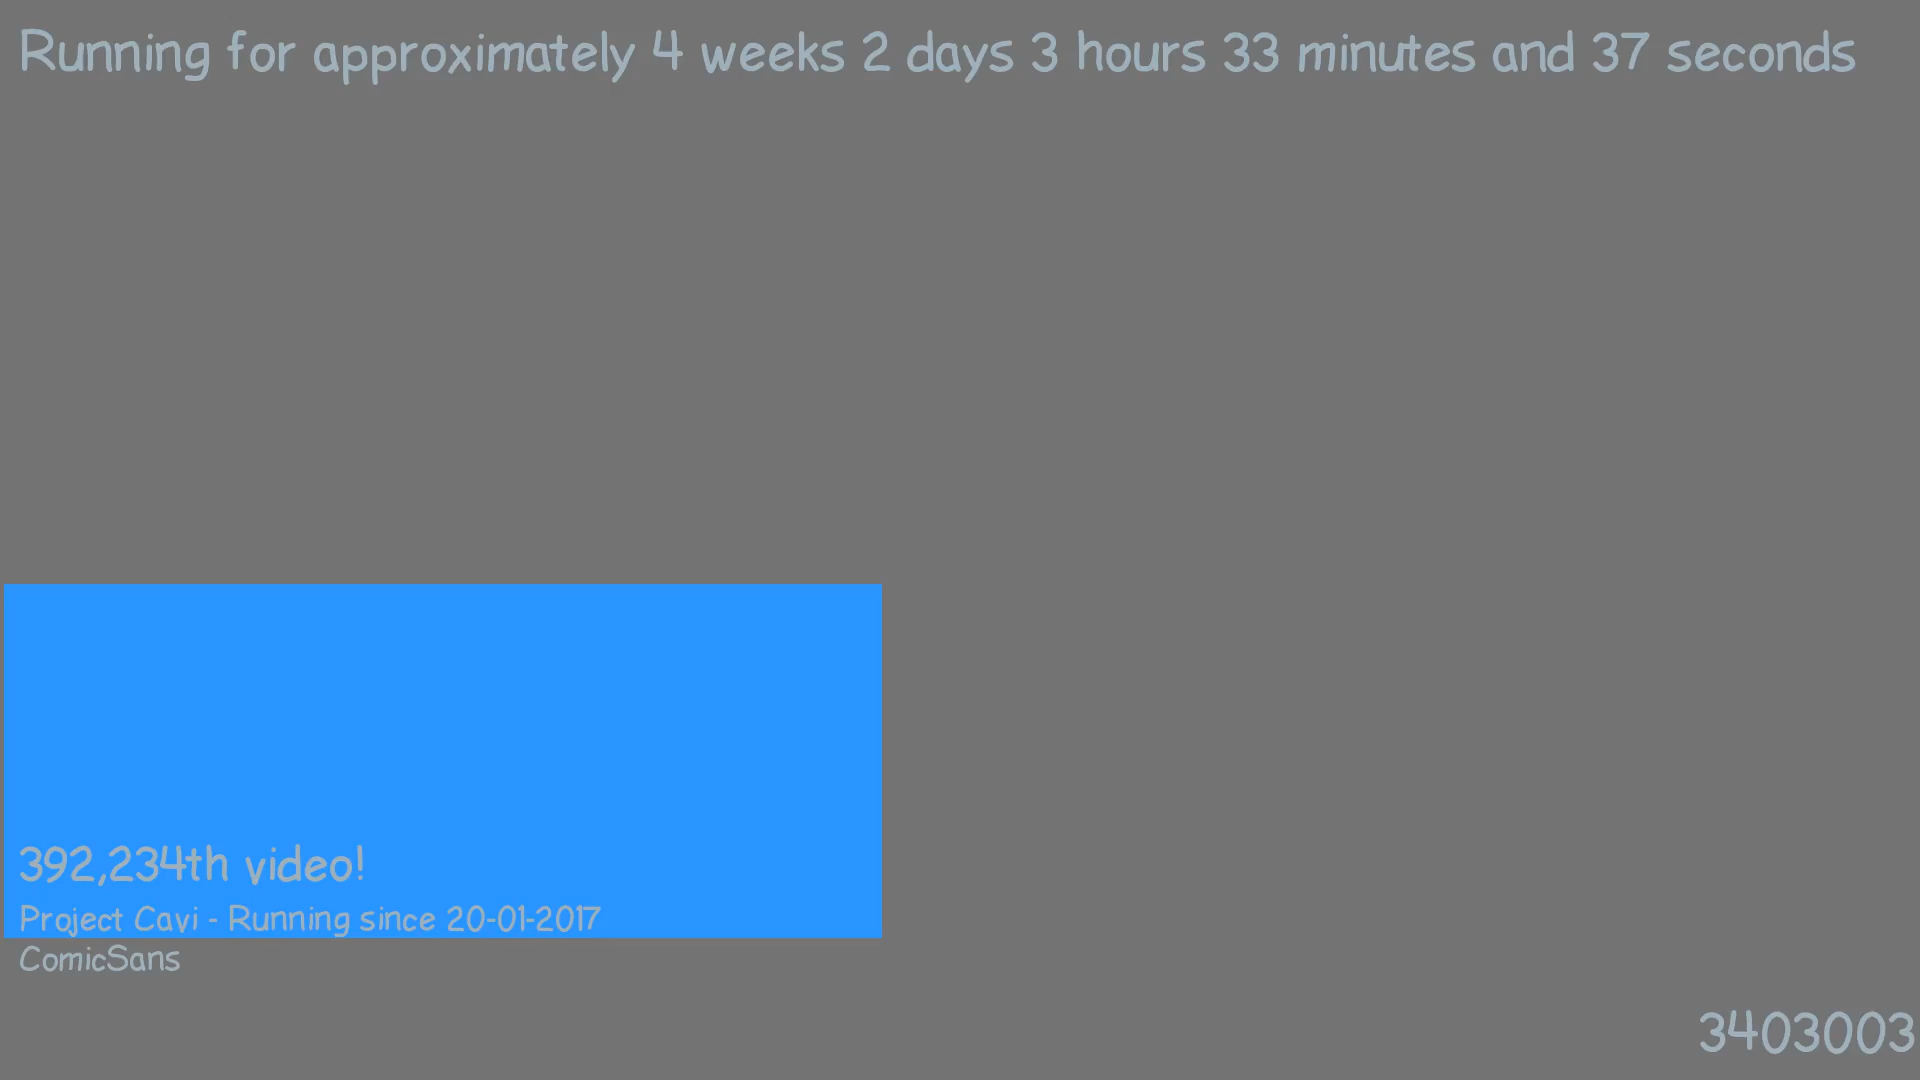 Running for approximately 4 weeks 2 days 3 hours 33 minutes and 37 seconds
392,234th video!
Project Cavi - Running since 20-01-2017
ComicSans
3403003